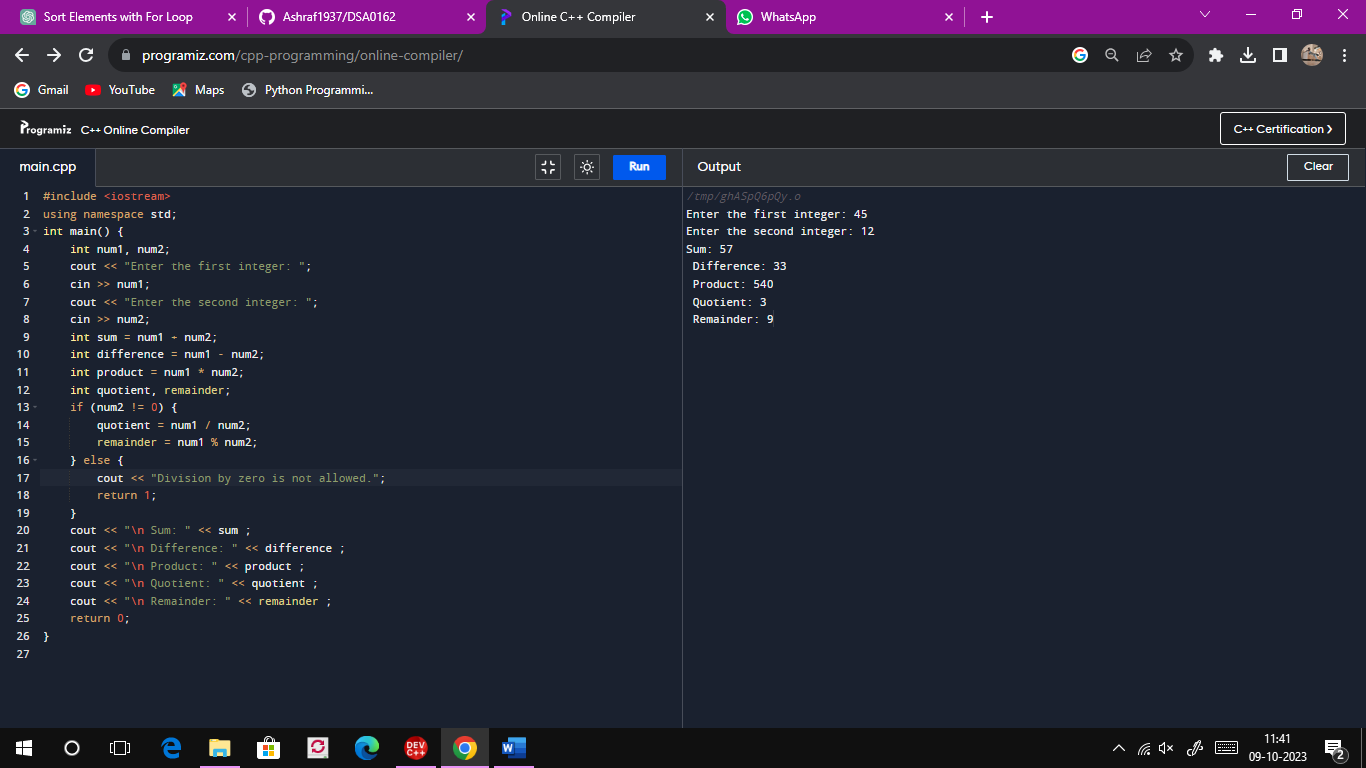 Sort Elements with For Loop
Ashraf1937/DSA0162
Online C++ Compiler
WhatsApp
programiz.com/cpp-programming/online-compiler/
Gmail YouTube Maps Python Programmi...
Programiz C++ Online Compiler C++ Certification >
main.cpp Run Output Clear
1 #include <iostream>
2 using namespace std;
3 int main() {
4 int num1, num2;
5 cout << "Enter the first integer: ";
6 cin >> num1;
7 cout << "Enter the second integer: ";
8 cin >> num2;
9 int sum = num1 + num2;
10 int difference = num1 - num2;
11 int product = num1 * num2;
12 int quotient, remainder;
13 if (num2 != 0) {
14 quotient = num1 / num2;
15 remainder = num1 % num2;
16 } else {
17 cout << "Division by zero is not allowed.";
18 return 1;
19 }
20 cout << "\n Sum: " << sum ;
21 cout << "\n Difference: " << difference ;
22 cout << "\n Product: " << product ;
23 cout << "\n Quotient: " << quotient ;
24 cout << "\n Remainder: " << remainder ;
25 return 0;
26 }
27
/tmp/ghASpQ6pQy.o
Enter the first integer: 45
Enter the second integer: 12
Sum: 57
Difference: 33
Product: 540
Quotient: 3
Remainder: 9
DEV C++
11:41
09-10-2023
2